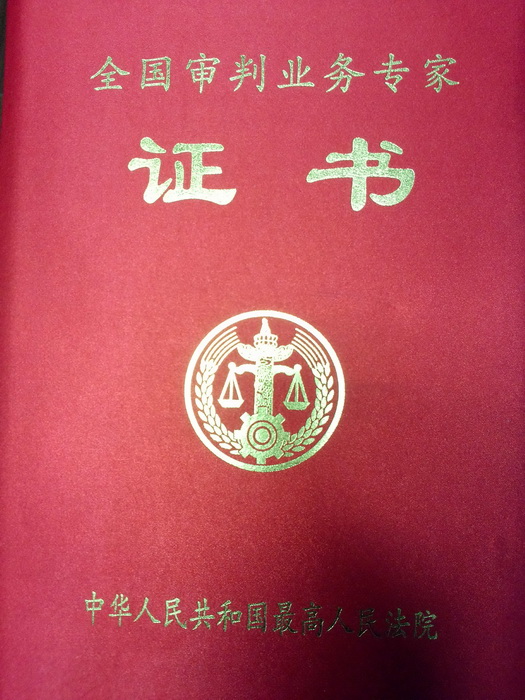 全国审判业务专家
证书
中华人民共和国最高人民法院